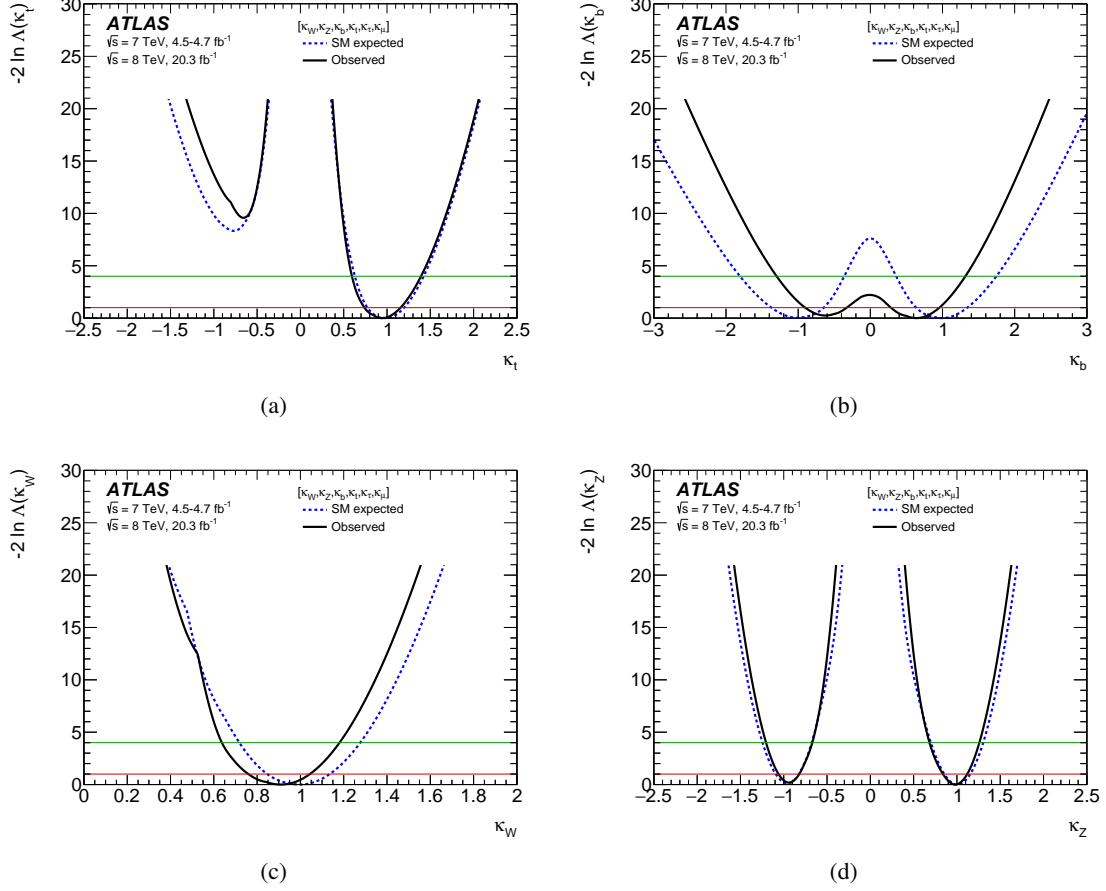 -2 ln Λ(κt)
30
ATLAS
√s = 7 TeV, 4.5-4.7 fb-1
√s = 8 TeV, 20.3 fb-1
[κW,κZ,κb,κt,κτ,κμ]
SM expected
Observed
25
20
15
10
5
0
−2.5 −2 −1.5 −1 −0.5 0 0.5 1 1.5 2 2.5
κt
(a)
-2 ln Λ(κb)
30
ATLAS
√s = 7 TeV, 4.5-4.7 fb-1
√s = 8 TeV, 20.3 fb-1
[κW,κZ,κb,κt,κτ,κμ]
SM expected
Observed
25
20
15
10
5
0
−3 −2 −1 0 1 2 3
κb
(b)
-2 ln Λ(κW)
30
ATLAS
√s = 7 TeV, 4.5-4.7 fb-1
√s = 8 TeV, 20.3 fb-1
[κW,κZ,κb,κt,κτ,κμ]
SM expected
Observed
25
20
15
10
5
0
0 0.2 0.4 0.6 0.8 1 1.2 1.4 1.6 1.8 2
κW
(c)
-2 ln Λ(κZ)
30
ATLAS
√s = 7 TeV, 4.5-4.7 fb-1
√s = 8 TeV, 20.3 fb-1
[κW,κZ,κb,κt,κτ,κμ]
SM expected
Observed
25
20
15
10
5
0
−2.5 −2 −1.5 −1 −0.5 0 0.5 1 1.5 2 2.5
κZ
(d)